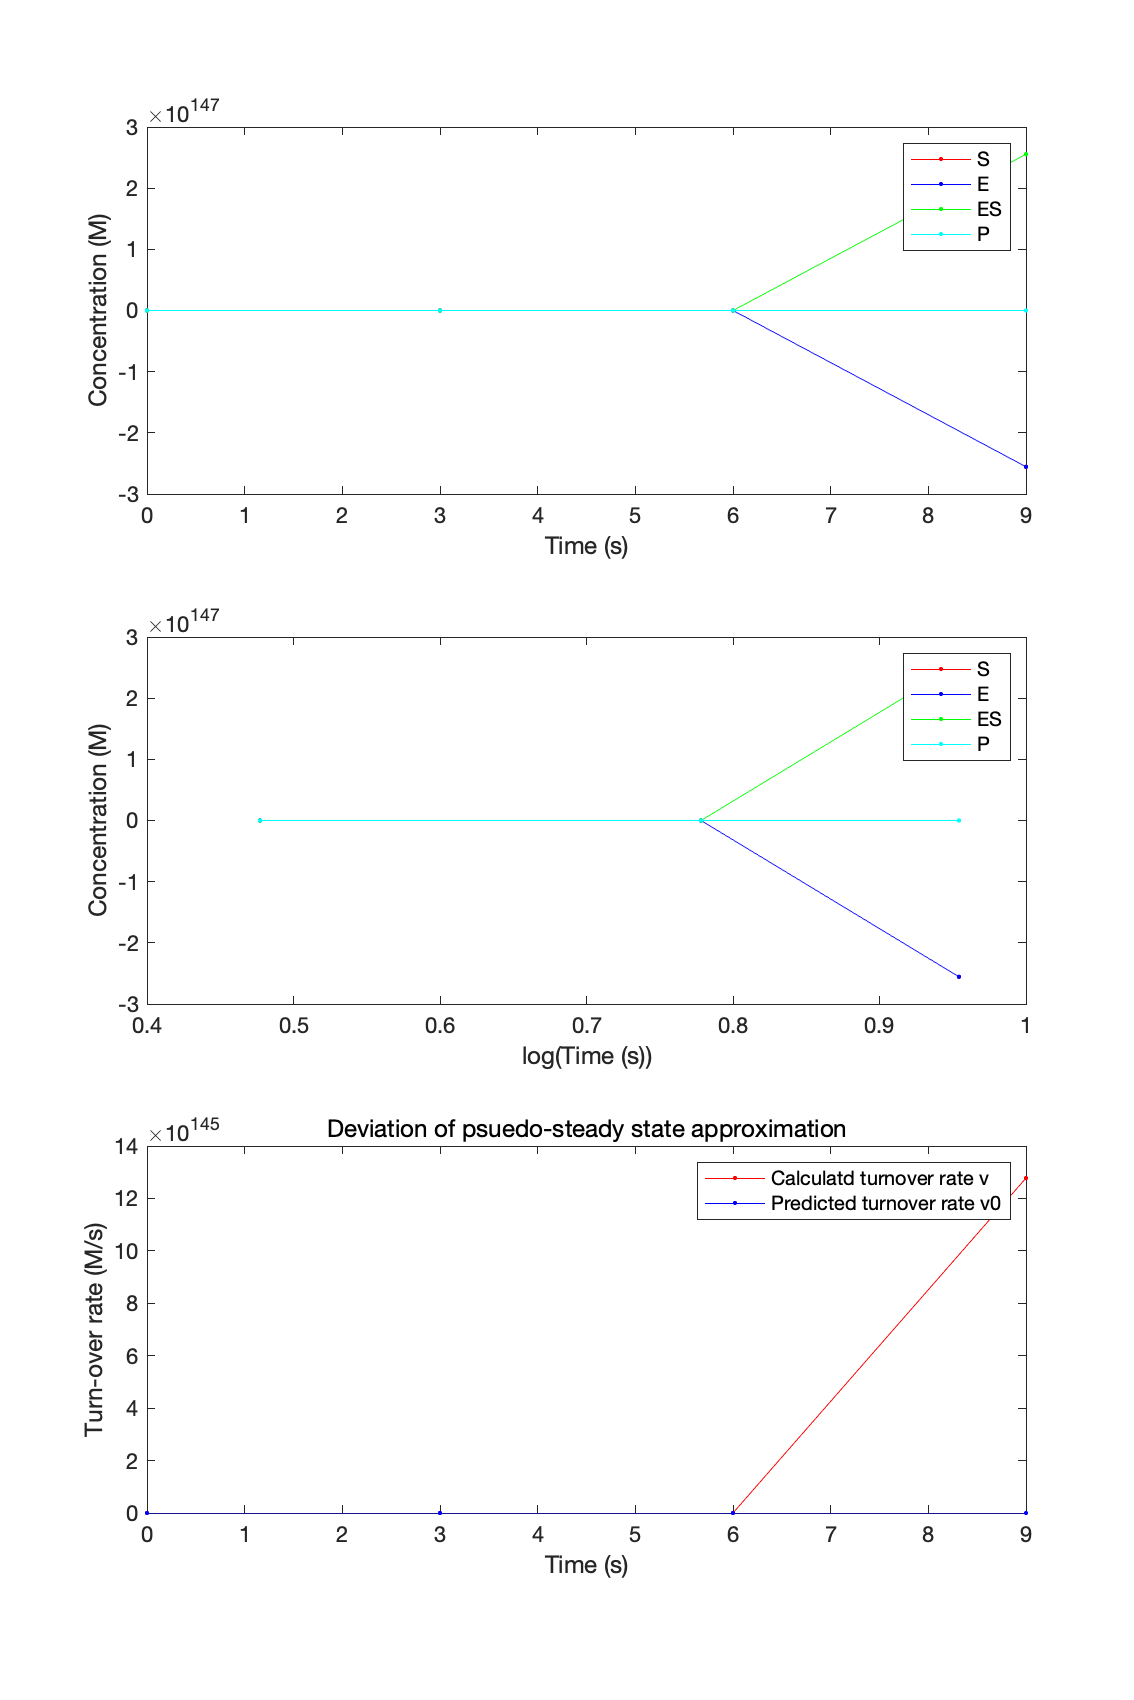 ×10^147
3
2
1
0
-1
-2
-3
Concentration (M)
S
E
ES
P
0 1 2 3 4 5 6 7 8 9
Time (s)
×10^147
3
2
1
0
-1
-2
-3
Concentration (M)
S
E
ES
P
0.4 0.5 0.6 0.7 0.8 0.9 1
log(Time (s))
Deviation of psuedo-steady state approximation
×10^145
14
12
10
8
6
4
2
0
Turn-over rate (M/s)
Calculatd turnover rate v
Predicted turnover rate v0
0 1 2 3 4 5 6 7 8 9
Time (s)